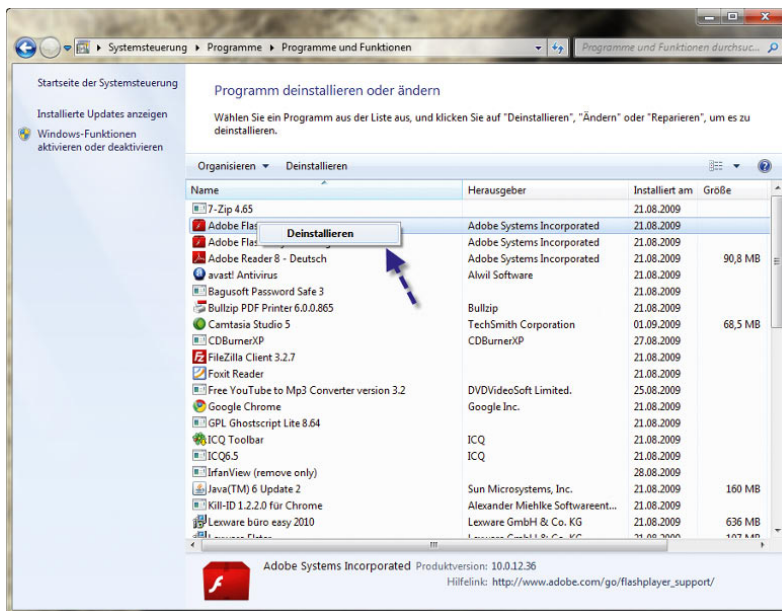 Systemsteuerung Programme Programme und Funktionen Programme und Funktionen durchsuc...
Startseite der Systemsteuerung
Installierte Updates anzeigen
Windows-Funktionen
aktivieren oder deaktivieren
Programm deinstallieren oder ändern
Wählen Sie ein Programm aus der Liste aus, und klicken Sie auf "Deinstallieren", "Ändern" oder "Reparieren", um es zu
deinstallieren.
Organisieren Deinstallieren
Name Herausgeber Installiert am Größe
7-Zip 4.65 21.08.2009
Adobe Flas Adobe Systems Incorporated 21.08.2009
Deinstallieren
Adobe Flas Adobe Systems Incorporated 21.08.2009
Adobe Reader 8 - Deutsch Adobe Systems Incorporated 21.08.2009 90,8 MB
avast! Antivirus Alwil Software 21.08.2009
Bagusoft Password Safe 3 21.08.2009
Bullzip PDF Printer 6.0.0.865 Bullzip 21.08.2009
Camtasia Studio 5 TechSmith Corporation 01.09.2009 68,5 MB
CDBurnerXP CDBurnerXP 27.08.2009
FileZilla Client 3.2.7 21.08.2009
Foxit Reader 21.08.2009
Free YouTube to Mp3 Converter version 3.2 DVDVideoSoft Limited. 25.08.2009
Google Chrome Google Inc. 21.08.2009
GPL Ghostscript Lite 8.64 21.08.2009
ICQ Toolbar ICQ 21.08.2009
ICQ6.5 ICQ 21.08.2009
IrfanView (remove only) 28.08.2009
Java(TM) 6 Update 2 Sun Microsystems, Inc. 21.08.2009 160 MB
Kill-ID 1.2.2.0 für Chrome Alexander Miehlke Softwareent... 21.08.2009
Lexware büro easy 2010 Lexware GmbH & Co. KG 21.08.2009 636 MB
Adobe Systems Incorporated Produktversion: 10.0.12.36
Hilfelink: http://www.adobe.com/go/flashplayer_support/